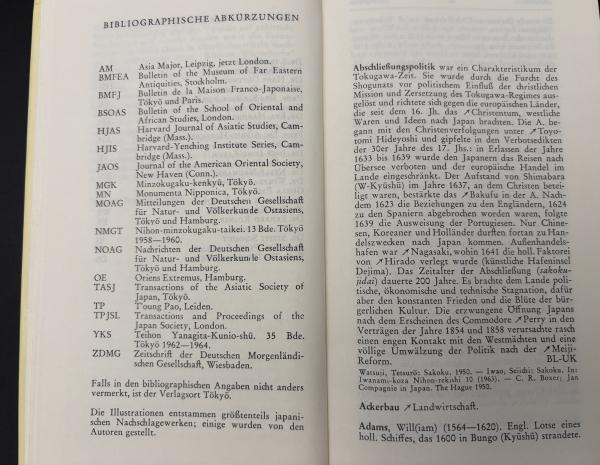 BIBLIOGRAPHISCHE ABKÜRZUNGEN
AM Asia Major, Leipzig, jetzt London.
BMFEA Bulletin of the Museum of Far Eastern
Antiquities, Stockholm.
BMFJ Bulletin de la Maison Franco-Japonaise,
Tōkyō und Paris.
BSOAS Bulletin of the School of Oriental and
African Studies, London.
HJAS Harvard Journal of Asiatic Studies, Cam-
bridge (Mass.).
HJIS Harvard-Yenching Institute Series, Cam-
bridge (Mass.).
JAOS Journal of the American Oriental Society,
New Haven (Conn.).
MGK Minzokugaku-kenkyū, Tōkyō.
MN Monumenta Nipponica, Tōkyō.
MOAG Mitteilungen der Deutschen Gesellschaft
für Natur- und Völkerkunde Ostasiens,
Tōkyō und Hamburg.
NMGT Nihon-minzokugaku-taikei. 13 Bde. Tōkyō
1958—1960.
NOAG Nachrichten der Deutschen Gesellschaft
für Natur- und Völkerkunde Ostasiens,
Tōkyō und Hamburg.
OE Oriens Extremus, Hamburg.
TASJ Transactions of the Asiatic Society of
Japan, Tōkyō.
TP T'oung Pao, Leiden.
TPJSL Transactions and Proceedings of the
Japan Society, London.
YKS Teihon Yanagita-Kunio-shū. 35 Bde.
Tōkyō 1962—1964.
ZDMG Zeitschrift der Deutschen Morgenländi-
schen Gesellschaft, Wiesbaden.
Falls in den bibliographischen Angaben nicht anders
vermerkt, ist der Verlagsort Tōkyō.
Die Illustrationen entstammen größtenteils japani-
schen Nachschlagewerken; einige wurden von den
Autoren gestellt.
Abschließungspolitik war ein Charakteristikum der
Tokugawa-Zeit. Sie wurde durch die Furcht des
Shogunats vor politischem Einfluß der christlichen
Mission und Zersetzung des Tokugawa-Regimes aus-
gelöst und richtete sich gegen die europäischen Länder,
die seit dem 16. Jh. das ↗Christentum, westliche
Waren und Ideen nach Japan brachten. Die A. be-
gann mit den Christenverfolgungen unter ↗Toyo-
tomi Hideyoshi und gipfelte in den Verbotsedikten
der 30er Jahre des 17. Jhs.: in Erlassen der Jahre
1633 bis 1639 wurde den Japanern das Reisen nach
Übersee verboten und der europäische Handel im
Lande eingeschränkt. Der Aufstand von Shimabara
(W-Kyūshū) im Jahre 1637, an dem Christen betei-
ligt waren, bestärkte das ↗Bakufu in der A. Nach-
dem 1623 die Beziehungen zu den Engländern, 1624
zu den Spaniern abgebrochen worden waren, folgte
1639 die Ausweisung der Portugiesen. Nur Chine-
sen, Koreaner und Holländer durften fortan zu Han-
delszwecken nach Japan kommen. Außenhandels-
hafen war ↗Nagasaki, wohin 1641 die holl. Faktorei
von ↗Hirado verlegt wurde (künstliche Hafeninsel
Dejima). Das Zeitalter der Abschließung (sakoku-
jidai) dauerte 200 Jahre. Es brachte dem Lande poli-
tische, ökonomische und technische Stagnation, dafür
aber den konstanten Frieden und die Blüte der bür-
gerlichen Kultur. Die erzwungene Öffnung Japans
nach dem Erscheinen des Commodore ↗Perry in den
Verträgen der Jahre 1854 und 1858 verursachte rasch
einen engen Kontakt mit den Westmächten und eine
völlige Umwälzung der Politik nach der ↗Meiji-
Reform. BL-UK
Watsuji, Tetsurō: Sakoku. 1950. — Iwao, Seiichi: Sakoku. In:
Iwanami-koza Nihon-rekishi 10 (1963). — C. R. Boxer: Jan
Compagnie in Japan. The Hague 1950.
Ackerbau ↗Landwirtschaft.
Adams, Will(iam) (1564—1620). Engl. Lotse eines
holl. Schiffes, das 1600 in Bungo (Kyūshū) strandete.